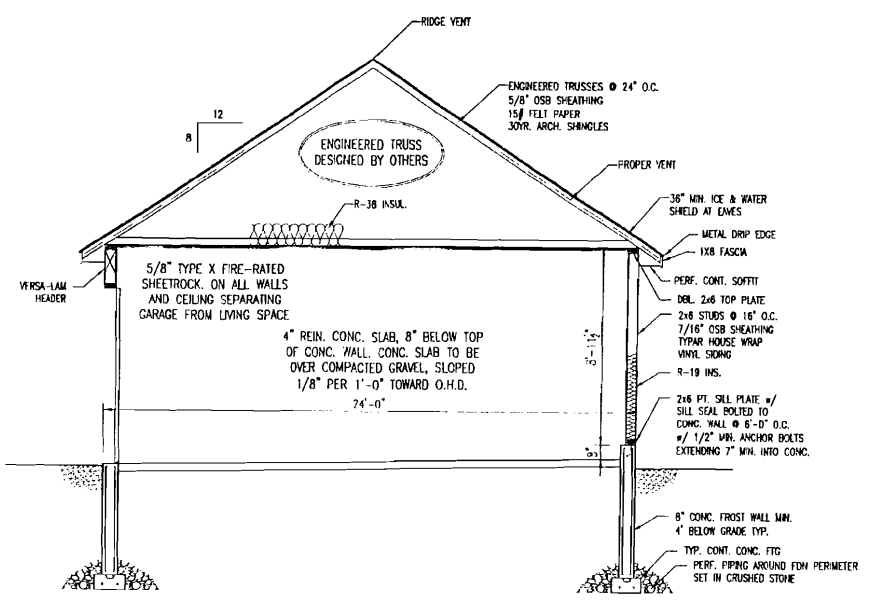 RIDGE VENT
ENGINEERED TRUSSES @ 24" O.C.
5/8" OSB SHEATHING
15# FELT PAPER
30YR. ARCH. SHINGLES
12
8
ENGINEERED TRUSS
DESIGNED BY OTHERS
PROPER VENT
36" MIN. ICE & WATER
SHIELD AT EAVES
R-38 INSUL.
METAL DRIP EDGE
1X8 FASCIA
5/8" TYPE X FIRE-RATED
SHEETROCK. ON ALL WALLS
AND CEILING SEPARATING
GARAGE FROM LIVING SPACE
VERSA-LAM
HEADER
PERF. CONT. SOFFIT
DBL. 2x6 TOP PLATE
2x6 STUDS @ 16" O.C.
7/16" OSB SHEATHING
TYPAR HOUSE WRAP
VINYL SIDING
4" REIN. CONC. SLAB, 8" BELOW TOP
OF CONC. WALL. CONC. SLAB TO BE
OVER COMPACTED GRAVEL, SLOPED
1/8" PER 1'-0" TOWARD O.H.D.
8'-11½"
R-19 INS.
24'-0"
2x6 PT. SILL PLATE w/
SILL SEAL BOLTED TO
CONC. WALL @ 6'-0" O.C.
w/ 1/2" MIN. ANCHOR BOLTS
EXTENDING 7" MIN. INTO CONC.
8" CONC. FROST WALL MIN.
4' BELOW GRADE TYP.
TYP. CONT. CONC. FTG
PERF. PIPING AROUND FDN PERIMETER
SET IN CRUSHED STONE